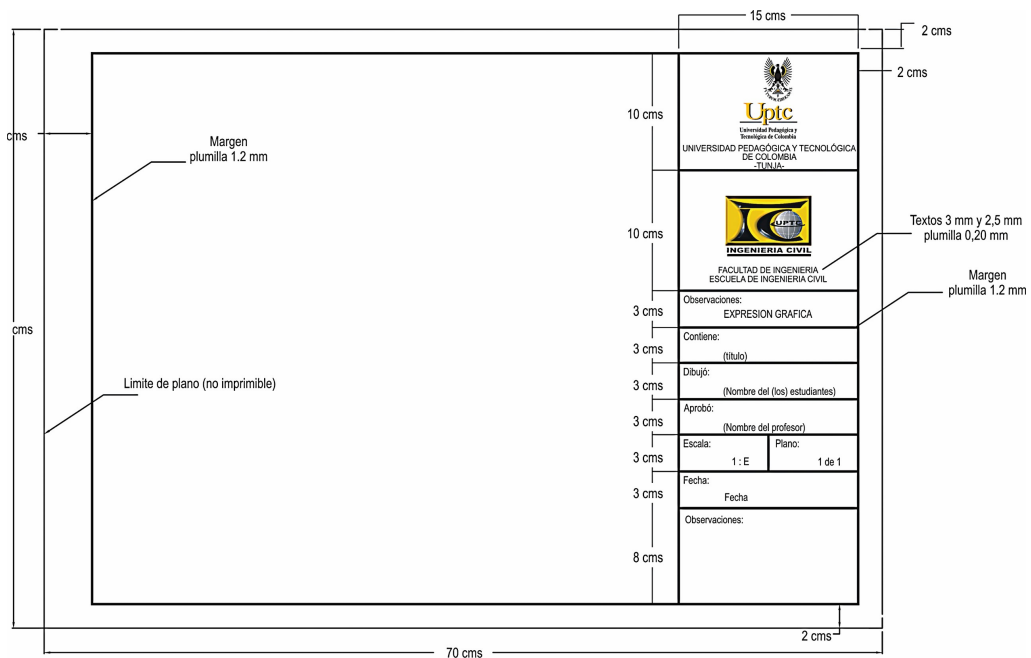 15 cms
2 cms
2 cms
10 cms
cms
Margen
plumilla 1.2 mm
Uptc
Universidad Pedagógica y
Tecnológica de Colombia
UNIVERSIDAD PEDAGÓGICA Y TECNOLÓGICA
DE COLOMBIA
-TUNJA-
10 cms
UPTC
INGENIERIA CIVIL
FACULTAD DE INGENIERIA
ESCUELA DE INGENIERIA CIVIL
Textos 3 mm y 2,5 mm
plumilla 0,20 mm
Margen
plumilla 1.2 mm
3 cms
Observaciones:
EXPRESION GRAFICA
cms
3 cms
Contiene:
(título)
3 cms
Dibujó:
(Nombre del (los) estudiantes)
Limite de plano (no imprimible)
3 cms
Aprobó:
(Nombre del profesor)
3 cms
Escala:
1 : E
Plano:
1 de 1
3 cms
Fecha:
Fecha
8 cms
Observaciones:
2 cms
70 cms